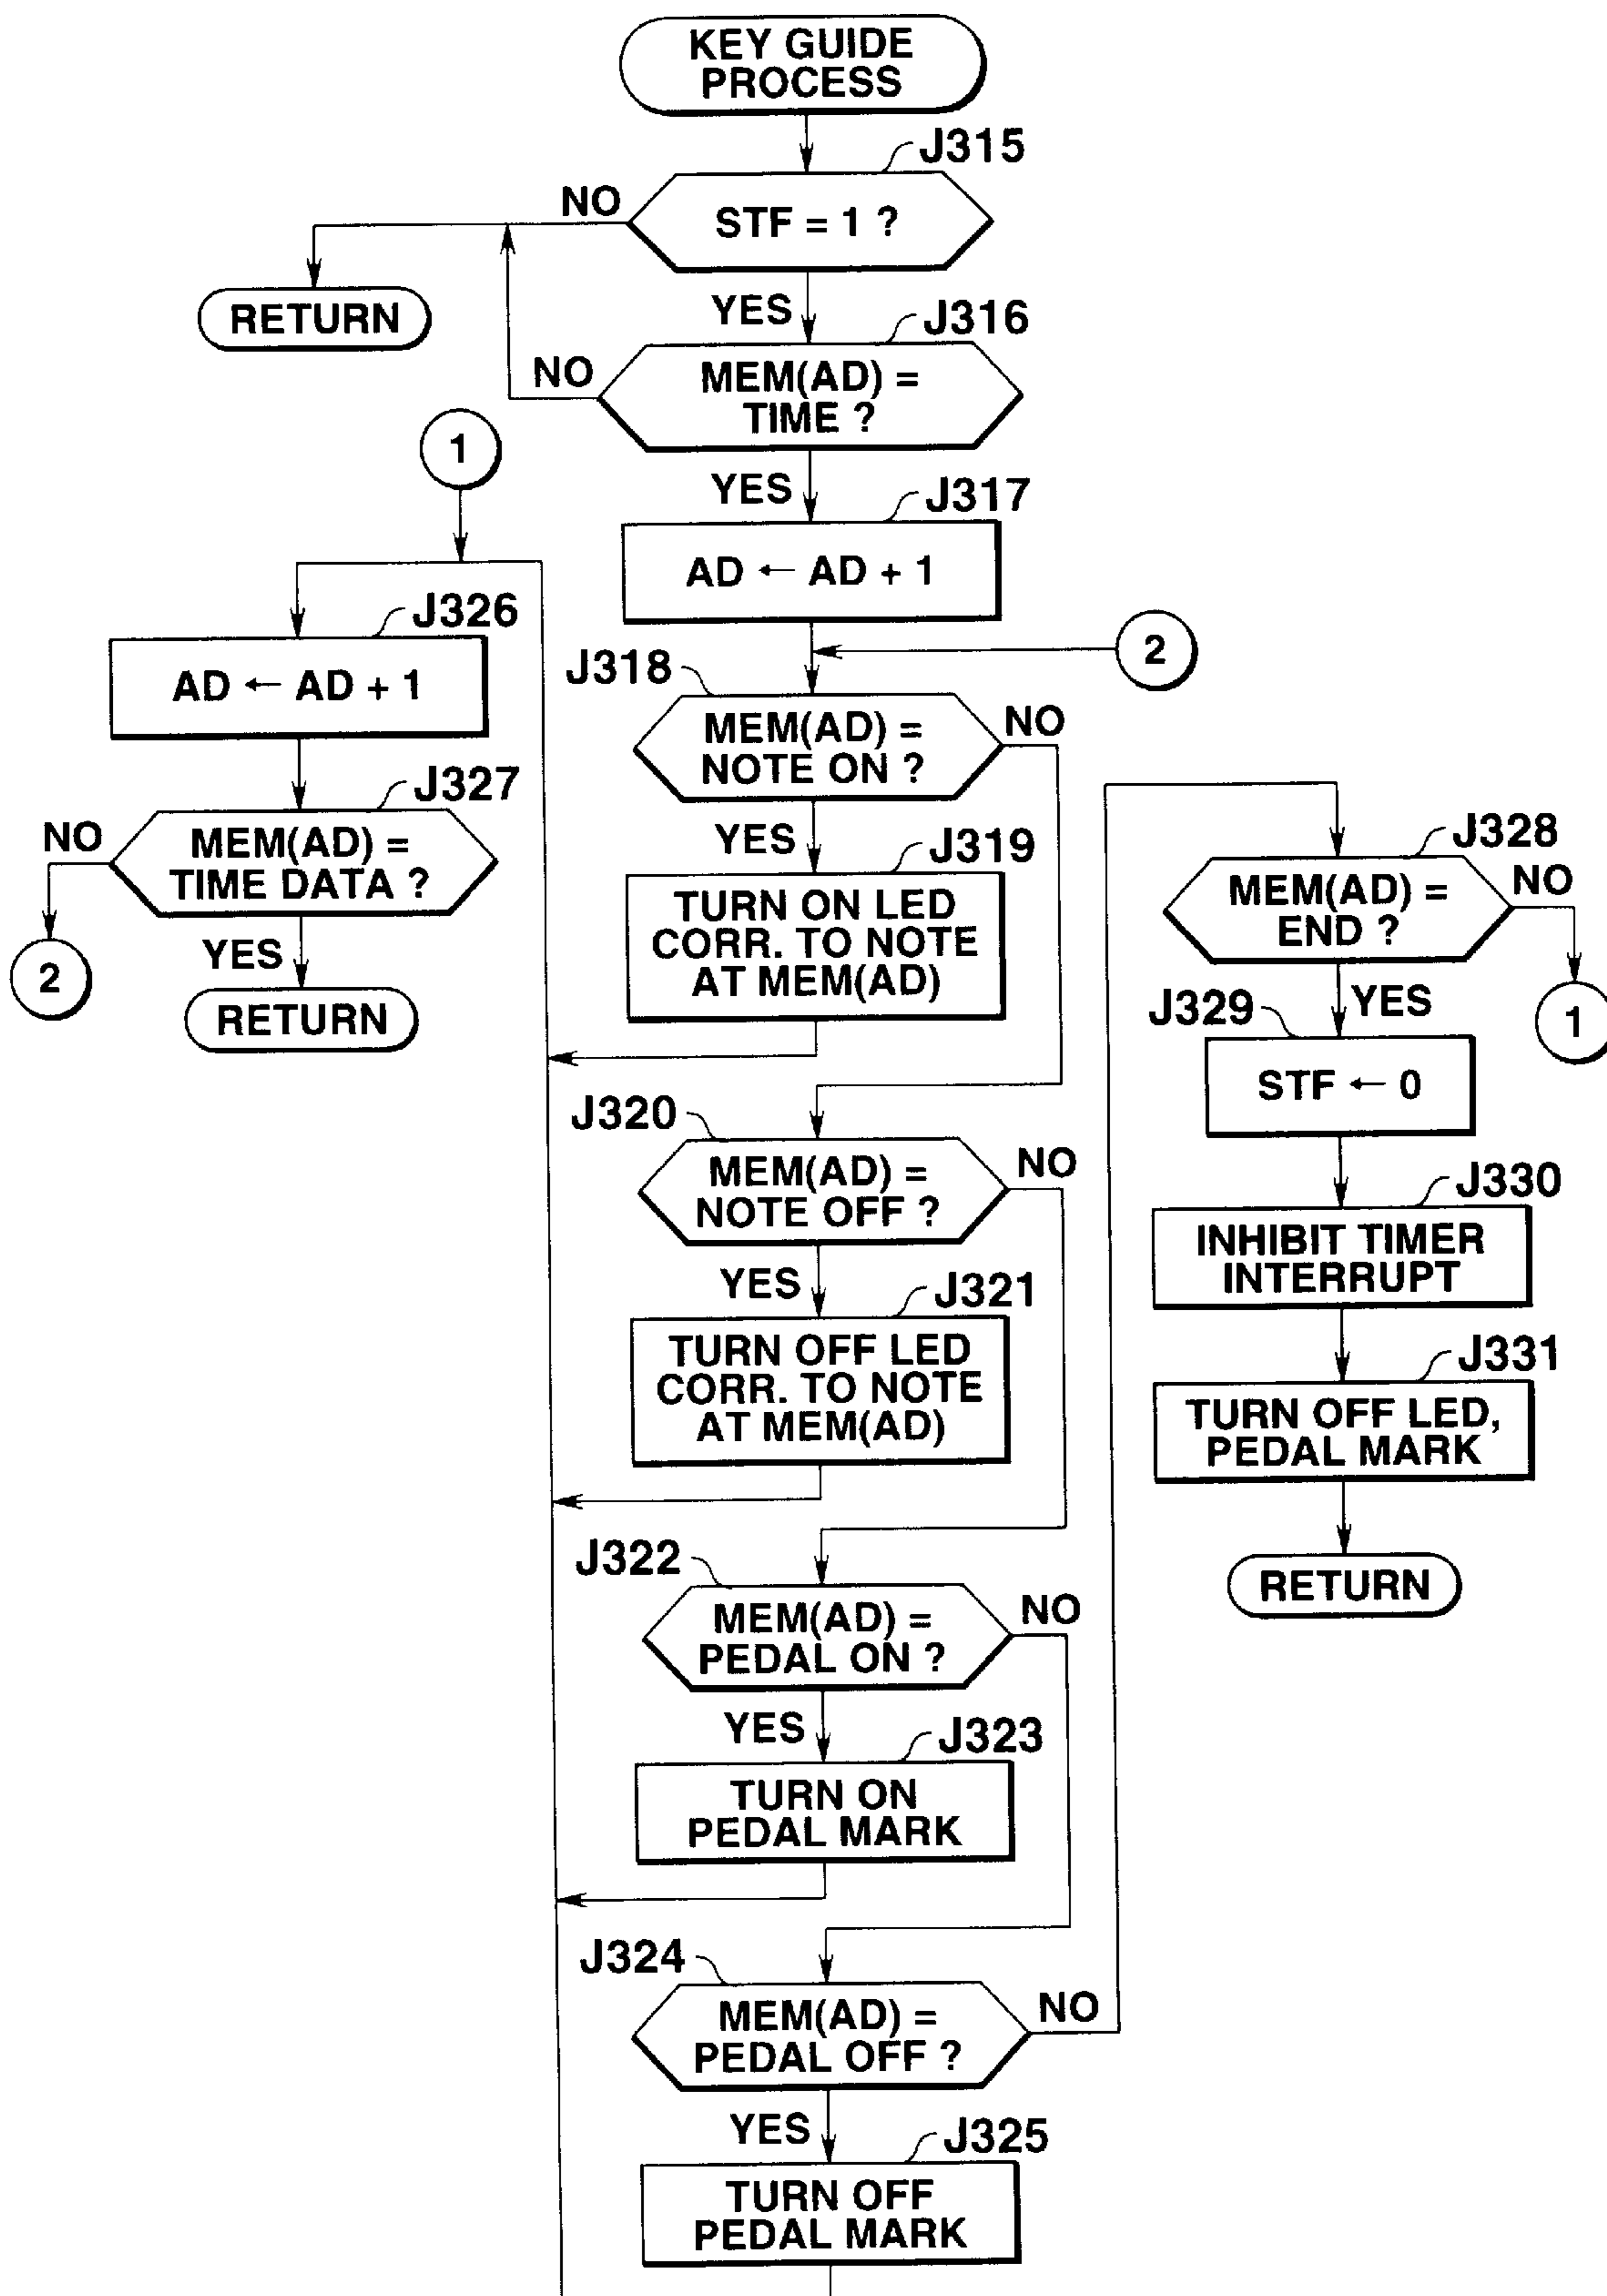 KEY GUIDE
PROCESS
J315
NO
STF = 1 ?
RETURN
YES
J316
NO
MEM(AD) =
TIME ?
1
YES
J317
AD ← AD + 1
J326
AD ← AD + 1
2
J318
MEM(AD) =
NOTE ON ?
NO
J327
NO
MEM(AD) =
TIME DATA ?
YES
2
RETURN
YES
J319
TURN ON LED
CORR. TO NOTE
AT MEM(AD)
J328
MEM(AD) =
END ?
NO
YES
1
J329
STF ← 0
J320
MEM(AD) =
NOTE OFF ?
NO
J330
INHIBIT TIMER
INTERRUPT
YES
J321
TURN OFF LED
CORR. TO NOTE
AT MEM(AD)
J331
TURN OFF LED,
PEDAL MARK
RETURN
J322
MEM(AD) =
PEDAL ON ?
NO
YES
J323
TURN ON
PEDAL MARK
J324
MEM(AD) =
PEDAL OFF ?
NO
YES
J325
TURN OFF
PEDAL MARK